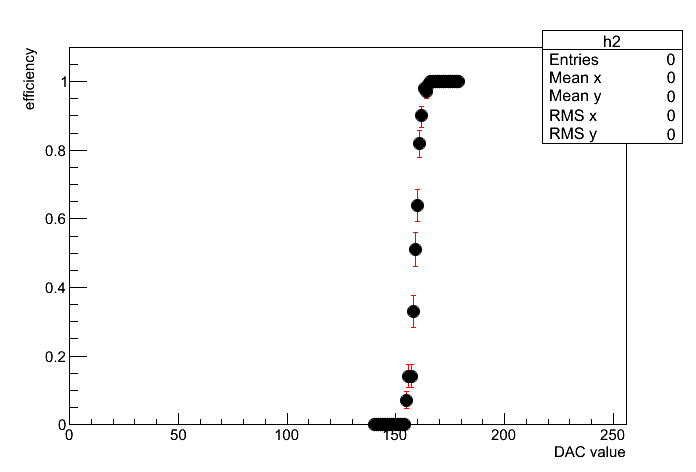 h2
Entries 0
Mean x 0
Mean y 0
RMS x 0
RMS y 0
efficiency
1
0.8
0.6
0.4
0.2
0
0 50 100 150 200 250
DAC value